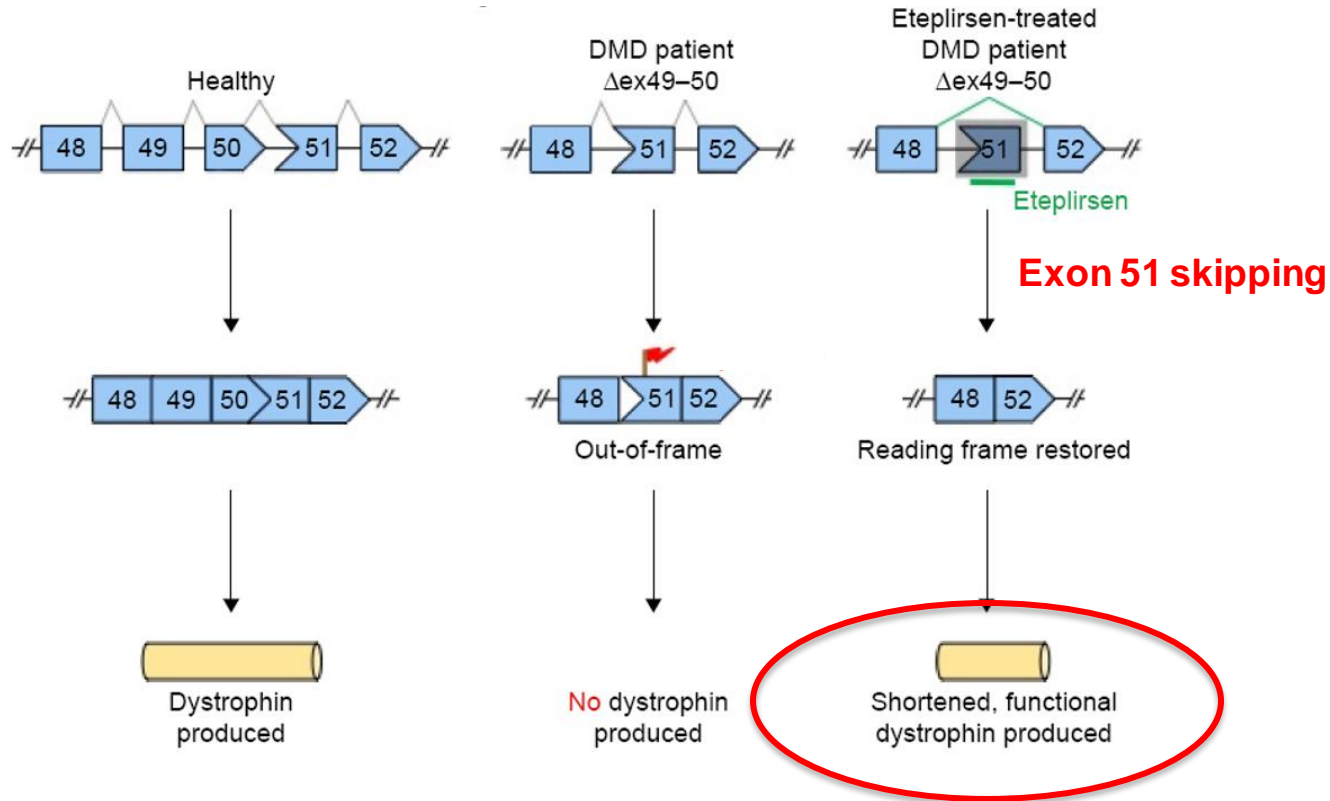 Healthy
48 49 50 51 52
Dystrophin
produced
DMD patient
Δex49–50
48 51 52
48 51 52
Out-of-frame
No dystrophin
produced
Eteplirsen-treated
DMD patient
Δex49–50
48 51 52
Eteplirsen
Exon 51 skipping
48 49 50 51 52
48 52
Reading frame restored
Shortened, functional
dystrophin produced